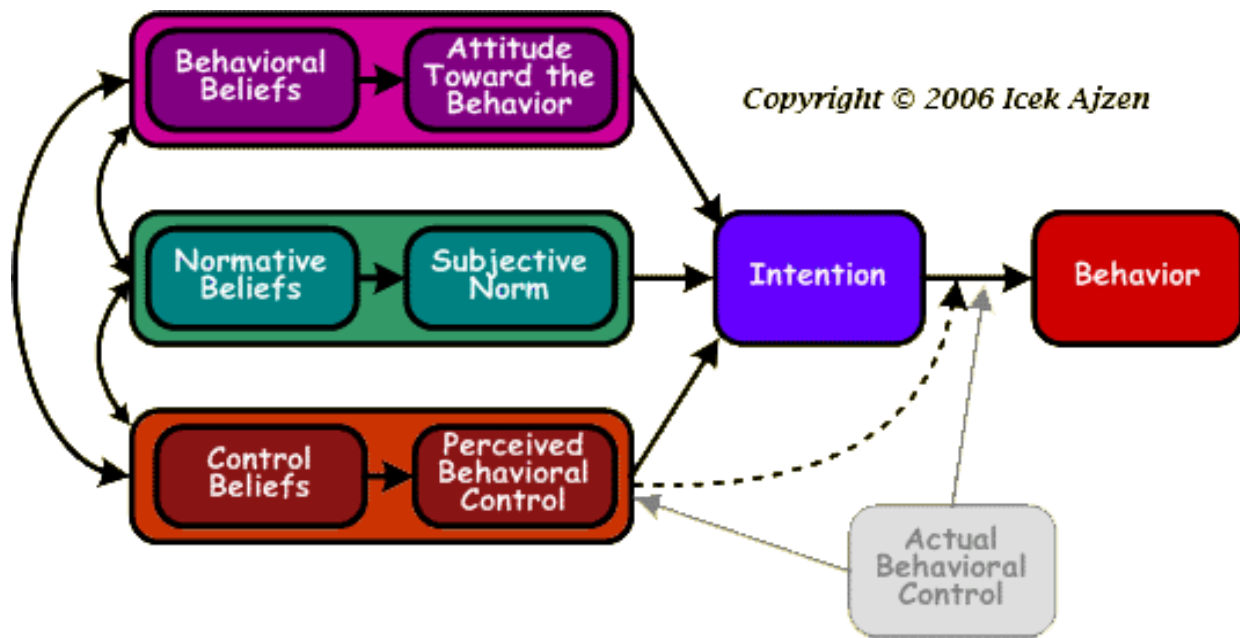 Behavioral
Beliefs
Attitude
Toward the
Behavior
Copyright © 2006 Icek Ajzen
Normative
Beliefs
Subjective
Norm
Intention
Behavior
Control
Beliefs
Perceived
Behavioral
Control
Actual
Behavioral
Control